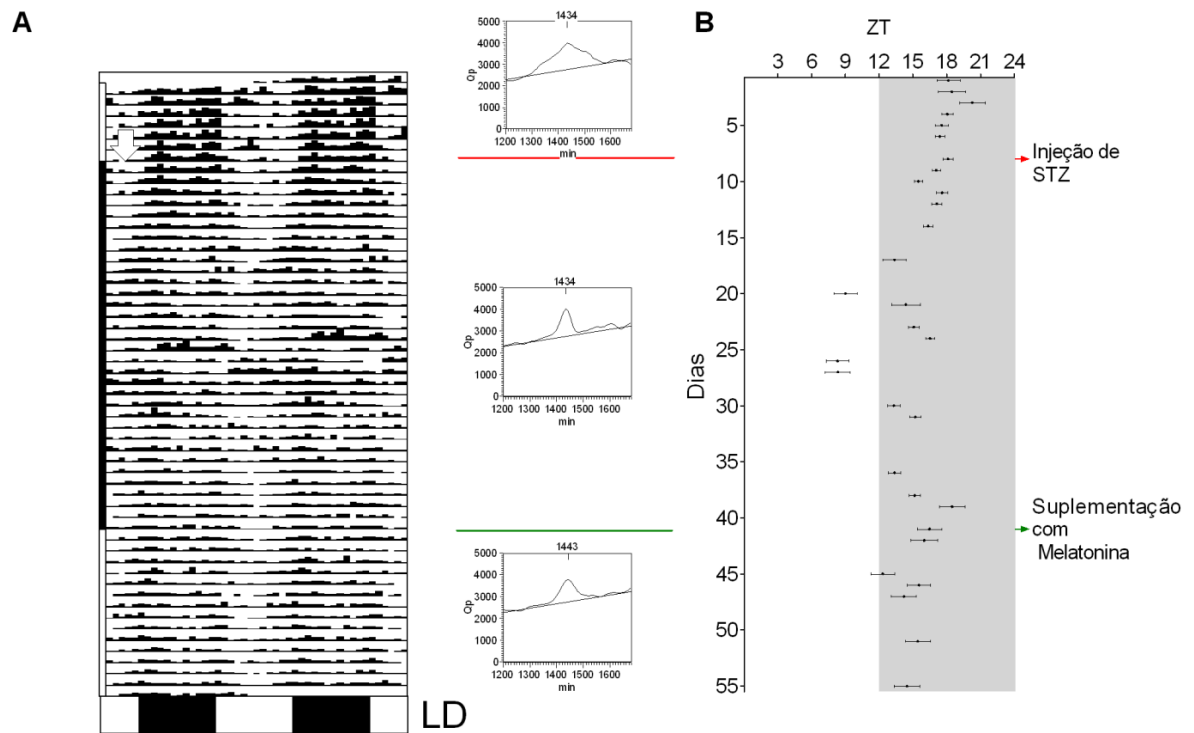 A
1434
5000
4000
3000
2000
1000
0
Qp
1200 1300 1400 1500 1600
min
1434
5000
4000
3000
2000
1000
0
Qp
1200 1300 1400 1500 1600
min
1443
5000
4000
3000
2000
1000
0
Qp
1200 1300 1400 1500 1600
min
LD
B
ZT
3 6 9 12 15 18 21 24
Dias
5
10
15
20
25
30
35
40
45
50
55
Injeção de
STZ
Suplementação
com
Melatonina